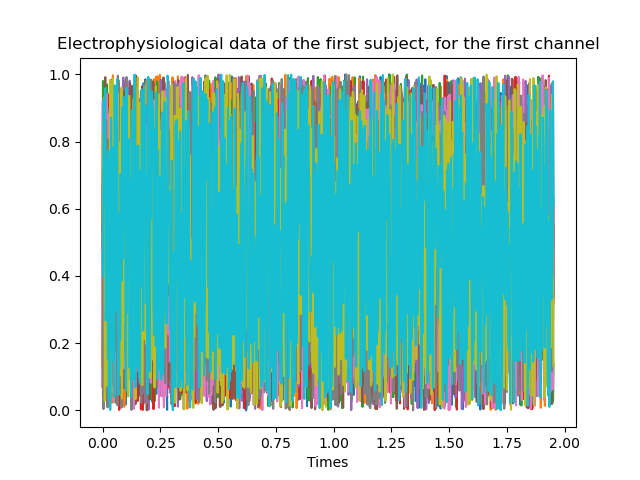 Electrophysiological data of the first subject, for the first channel
1.0
0.8
0.6
0.4
0.2
0.0
0.00 0.25 0.50 0.75 1.00 1.25 1.50 1.75 2.00
Times